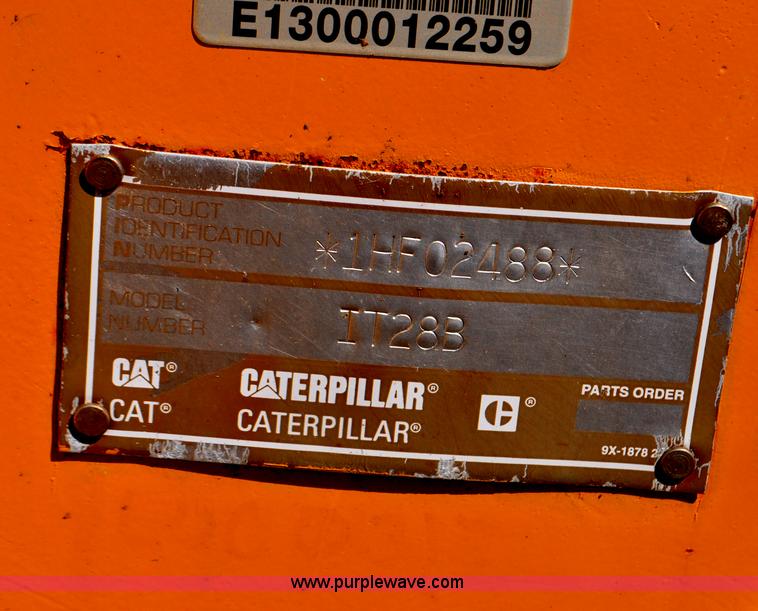 E1300012259
PRODUCT
IDENTIFICATION
NUMBER
*1HF02488*
MODEL
NUMBER
IT28B
CAT®
CATERPILLAR®
C ®
PARTS ORDER
CAT®
CATERPILLAR®
9X-1878 2
www.purplewave.com